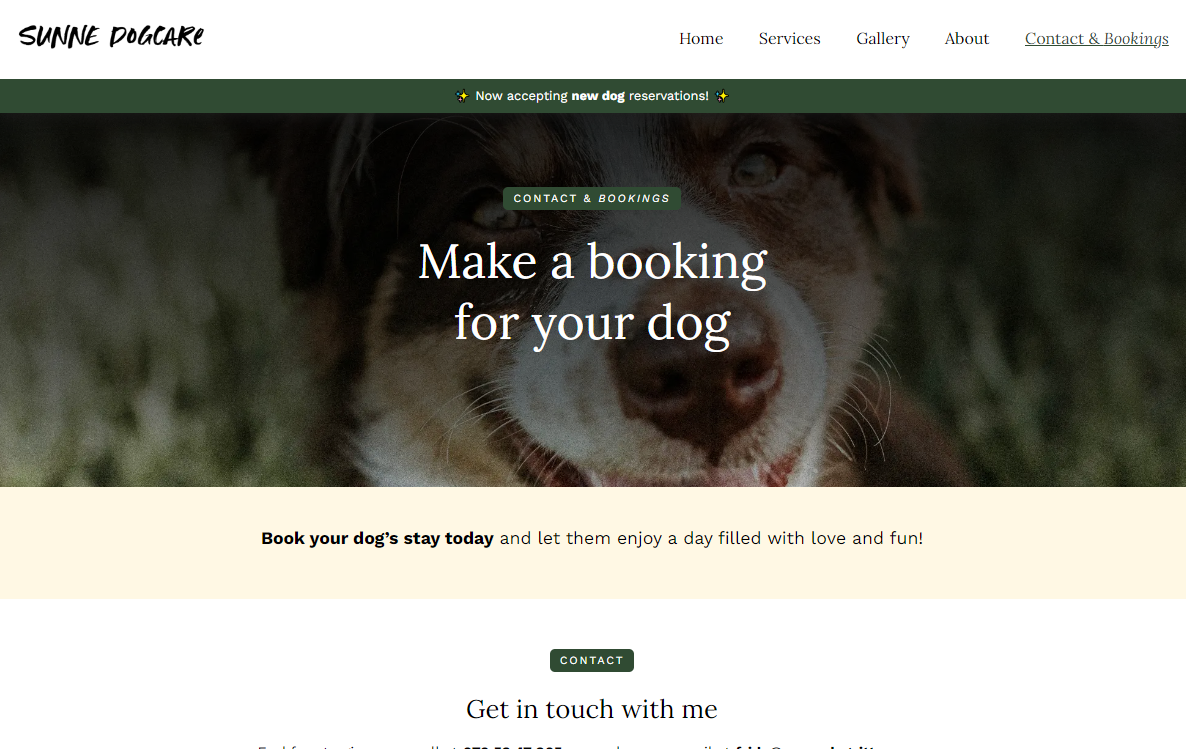 SUNNE DOGCARE
Home Services Gallery About Contact & Bookings
✨ Now accepting new dog reservations! ✨
CONTACT & BOOKINGS
Make a booking
for your dog
Book your dog’s stay today and let them enjoy a day filled with love and fun!
CONTACT
Get in touch with me